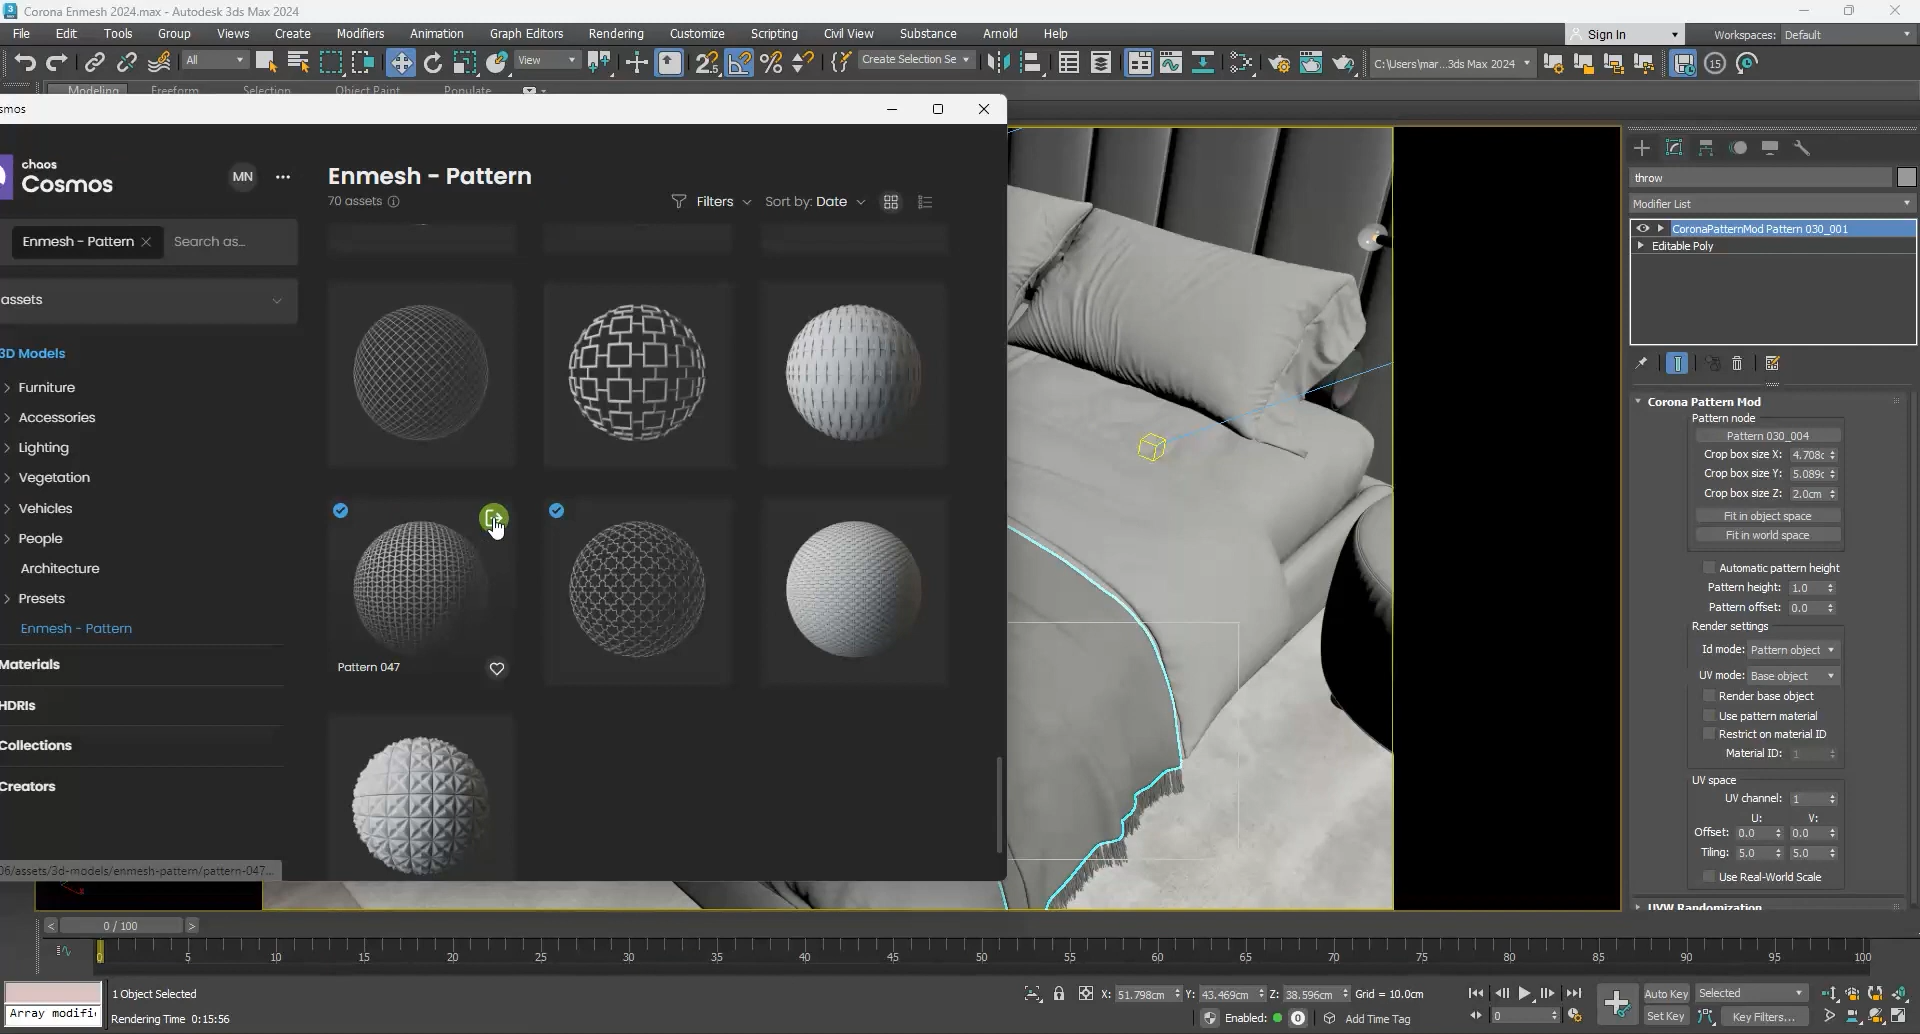 Corona Enmesh 2024.max - Autodesk 3ds Max 2024
File Edit Tools Group Views Create Modifiers Animation Graph Editors Rendering Customize Scripting Civil View Substance Arnold Help
Sign In
Workspaces: Default
All
View
Create Selection Se
C:\Users\mar...3ds Max 2024
15
Modeling Freeform Selection Object Paint Populate
osmos
chaos
Cosmos
MN
Enmesh - Pattern
70 assets
Filters
Sort by: Date
Enmesh - Pattern
Search as...
assets
3D Models
Furniture
Accessories
Lighting
Vegetation
Vehicles
People
Architecture
Presets
Enmesh - Pattern
Materials
HDRIs
Collections
Creators
Pattern 047
06/assets/3d-models/enmesh-pattern/pattern-047...
throw
Modifier List
CoronaPatternMod Pattern 030_001
Editable Poly
Corona Pattern Mod
Pattern node
Pattern 030_004
Crop box size X: 4.708c
Crop box size Y: 5.089c
Crop box size Z: 2.0cm
Fit in object space
Fit in world space
Automatic pattern height
Pattern height: 1.0
Pattern offset: 0.0
Render settings
Id mode: Pattern object
UV mode: Base object
Render base object
Use pattern material
Restrict on material ID
Material ID: 1
UV space
UV channel: 1
U: V:
Offset: 0.0 0.0
Tiling: 5.0 5.0
Use Real-World Scale
UVW Randomization
< 0 / 100 >
0 5 10 15 20 25 30 35 40 45 50 55 60 65 70 75 80 85 90 95 100
1 Object Selected
X: 51.798cm Y: 43.469cm Z: 38.596cm Grid = 10.0cm
Auto Key Selected
Array modifi
Rendering Time 0:15:56
Enabled: 0 Add Time Tag
0
Set Key Key Filters...